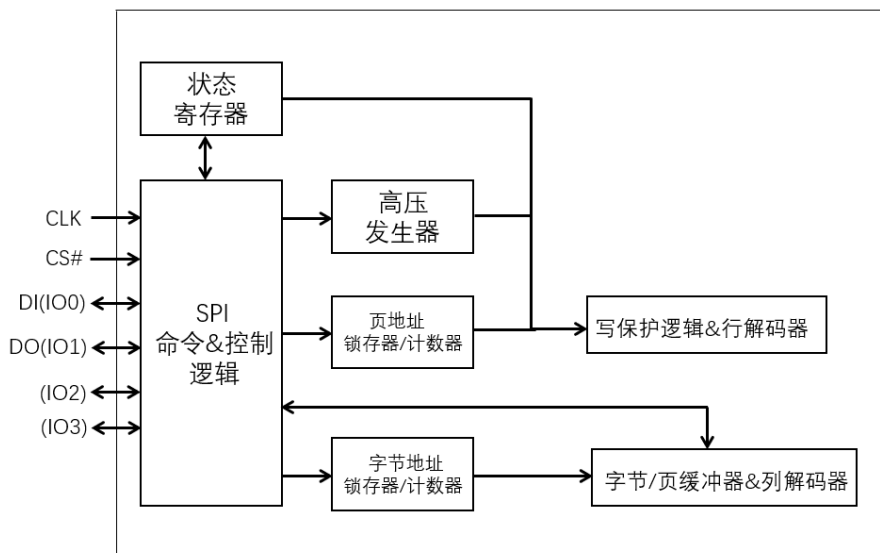 状态
寄存器
CLK
CS#
DI(IO0)
DO(IO1)
(IO2)
(IO3)
SPI
命令&控制
逻辑
高压
发生器
页地址
锁存器/计数器
写保护逻辑&行解码器
字节地址
锁存器/计数器
字节/页缓冲器&列解码器